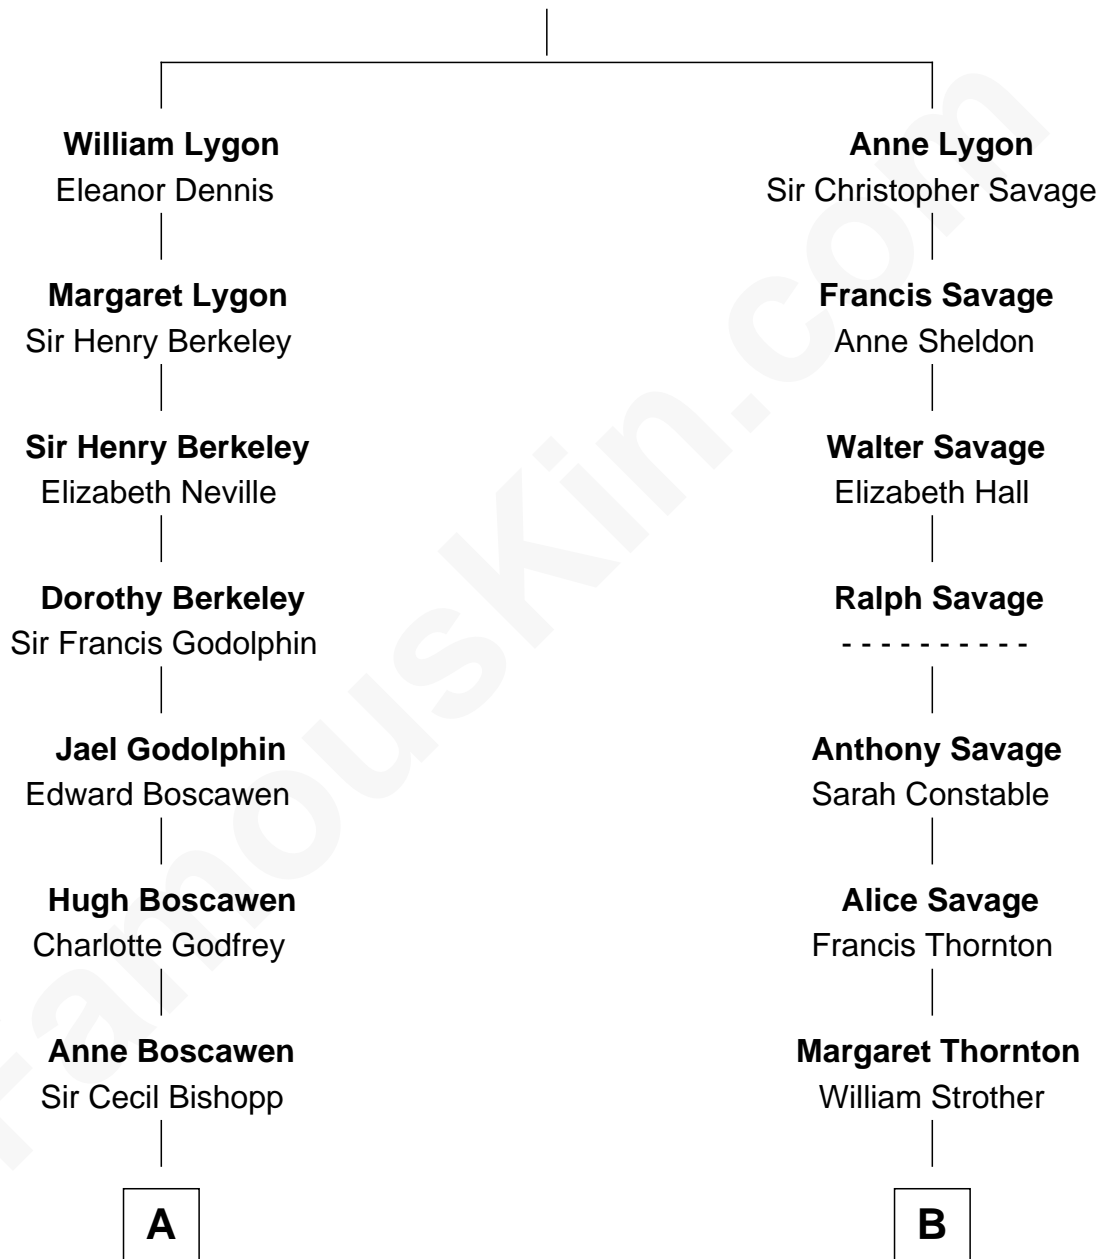 William Lygon
Eleanor Dennis
Margaret Lygon
Sir Henry Berkeley
Sir Henry Berkeley
Elizabeth Neville
Dorothy Berkeley
Sir Francis Godolphin
Jael Godolphin
Edward Boscawen
Hugh Boscawen
Charlotte Godfrey
Anne Boscawen
Sir Cecil Bishopp
A
Anne Lygon
Sir Christopher Savage
Francis Savage
Anne Sheldon
Walter Savage
Elizabeth Hall
Ralph Savage
- - - - - - - - - -
Anthony Savage
Sarah Constable
Alice Savage
Francis Thornton
Margaret Thornton
William Strother
B
FamousKin.com